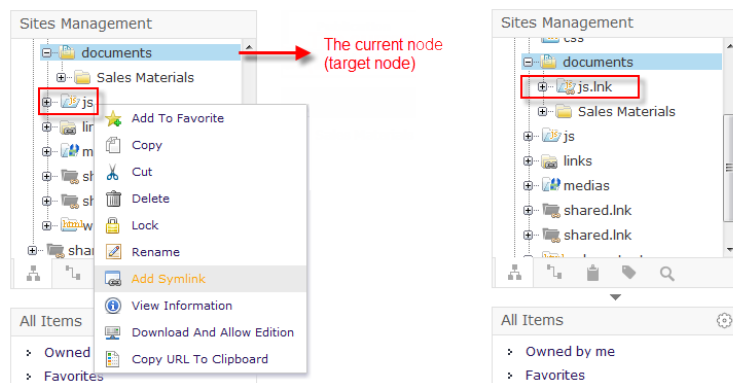 Sites Management
documents
Sales Materials
js
The current node
(target node)
Add To Favorite
Copy
Cut
Delete
Lock
Rename
Add Symlink
View Information
Download And Allow Edition
Copy URL To Clipboard
All Items
Owned
Favorites
Sites Management
css
documents
js.lnk
Sales Materials
js
links
medias
shared.lnk
shared.lnk
All Items
Owned by me
Favorites